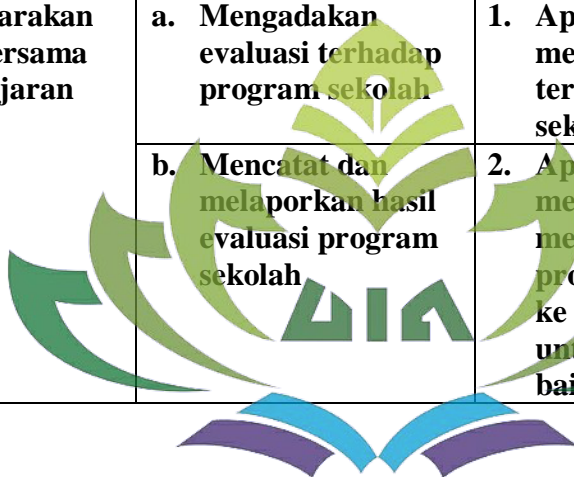 arakan
ersama
jaran
a. Mengadakan
evaluasi terhadap
program sekolah
1. Ap
me
ter
sek
b. Mencatat dan
melaporkan hasil
evaluasi program
sekolah
2. Ap
me
me
pro
ke
unt
bai
UIN